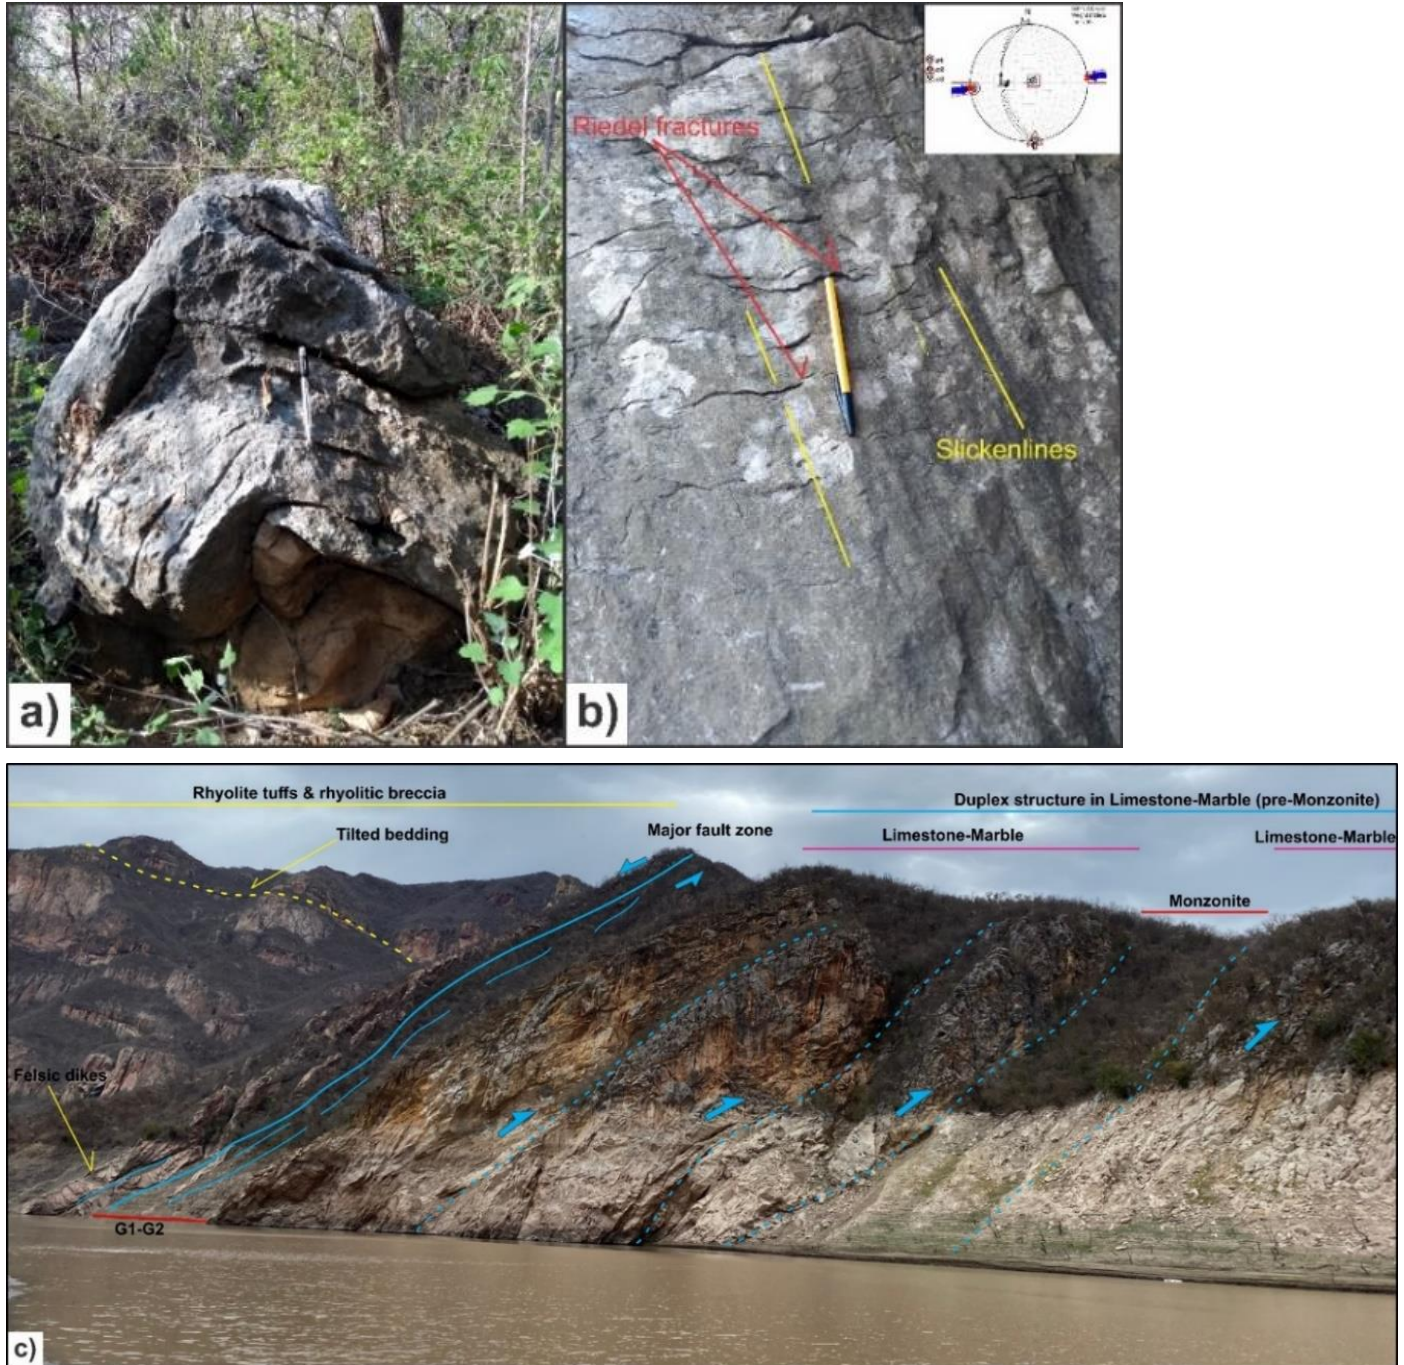 N
Riedel fractures
Slickenlines
a)
b)
Rhyolite tuffs & rhyolitic breccia
Duplex structure in Limestone-Marble (pre-Monzonite)
Tilted bedding
Major fault zone
Limestone-Marble
Limestone-Marble
Monzonite
Felsic dikes
G1-G2
c)